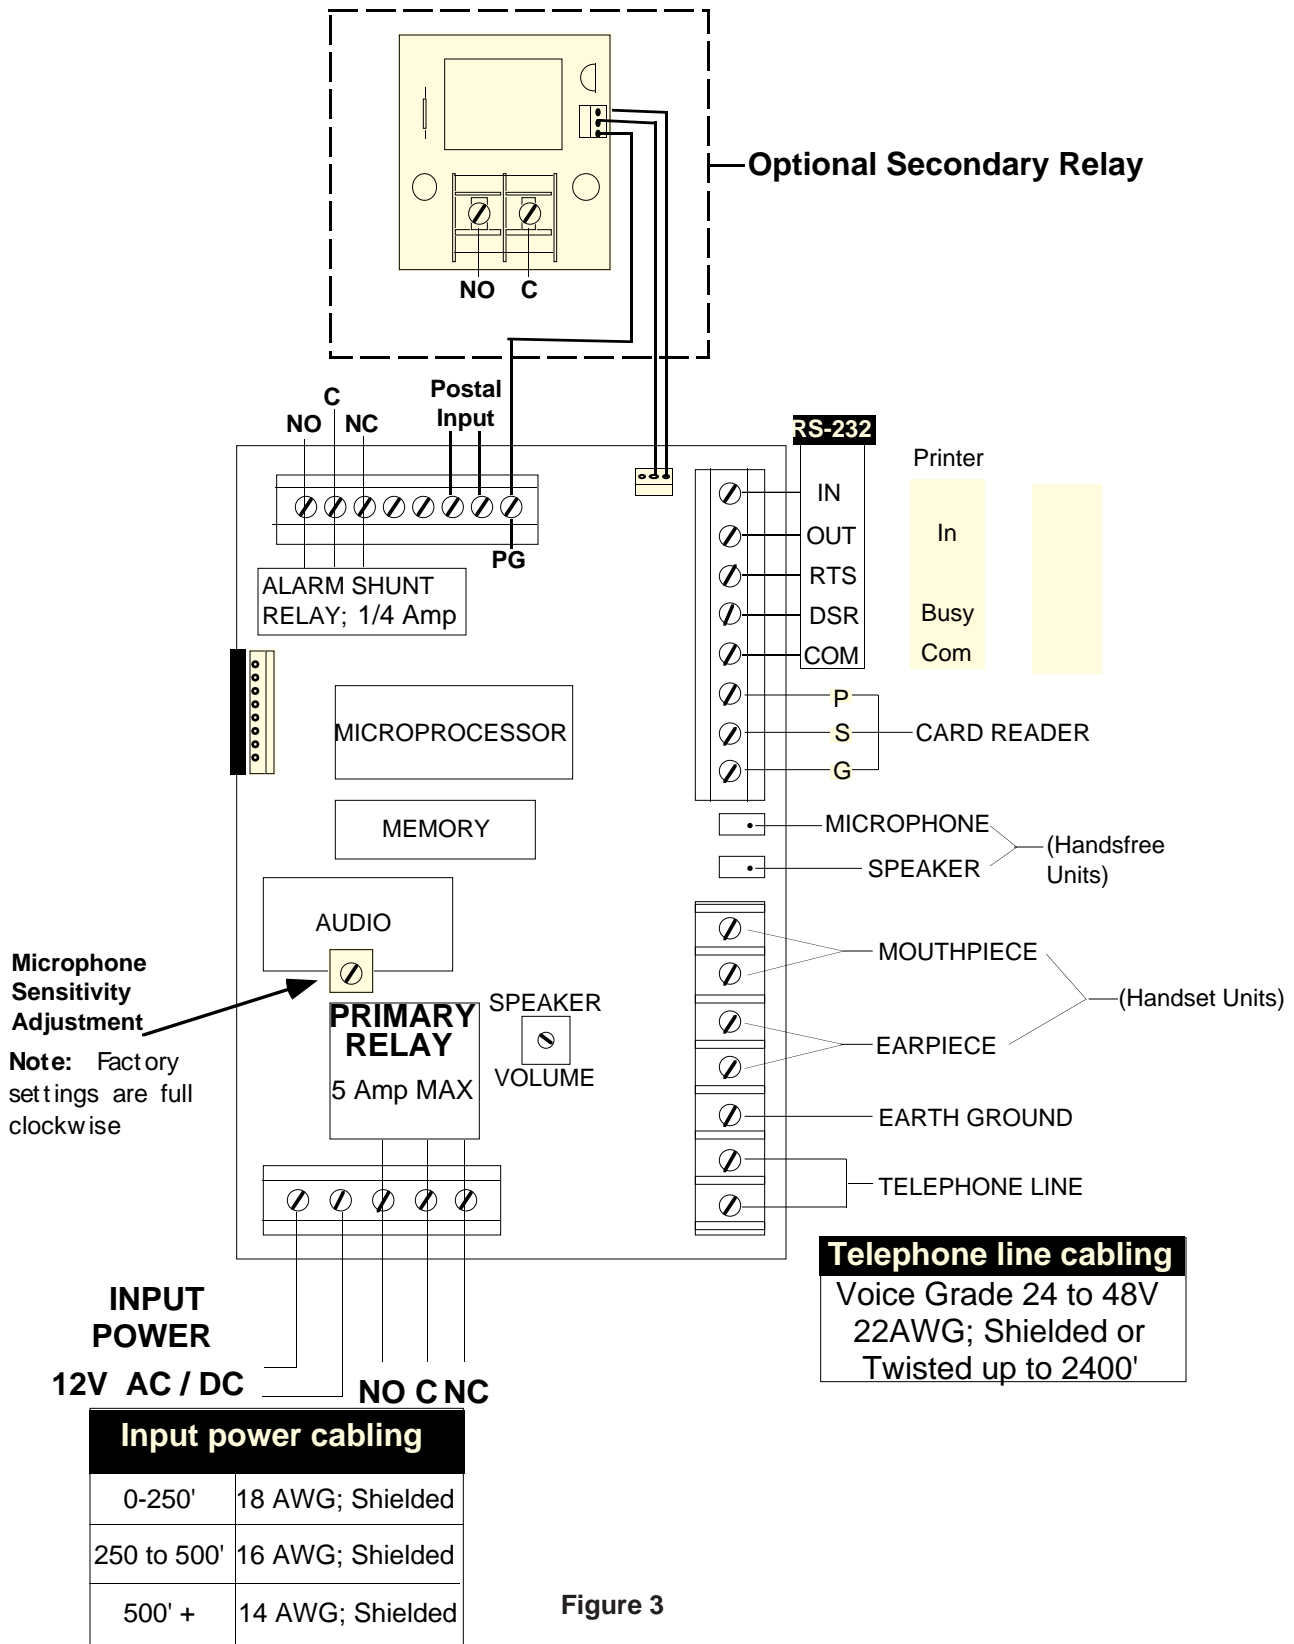 Optional Secondary Relay
NO C
C
NO NC
Postal
Input
PG
ALARM SHUNT
RELAY; 1/4 Amp
RS-232
IN
OUT
RTS
DSR
COM
Printer
In
Busy
Com
P
S
G
CARD READER
MICROPROCESSOR
MEMORY
AUDIO
MICROPHONE
SPEAKER
(Handsfree
Units)
Microphone
Sensitivity
Adjustment
Note: Factory
settings are full
clockwise
PRIMARY
RELAY
5 Amp MAX
SPEAKER
VOLUME
MOUTHPIECE
EARPIECE
(Handset Units)
EARTH GROUND
TELEPHONE LINE
Telephone line cabling
Voice Grade 24 to 48V
22AWG; Shielded or
Twisted up to 2400'
INPUT
POWER
12V AC / DC
NO C NC
Input power cabling
0-250' 18 AWG; Shielded
250 to 500' 16 AWG; Shielded
500' + 14 AWG; Shielded
Figure 3